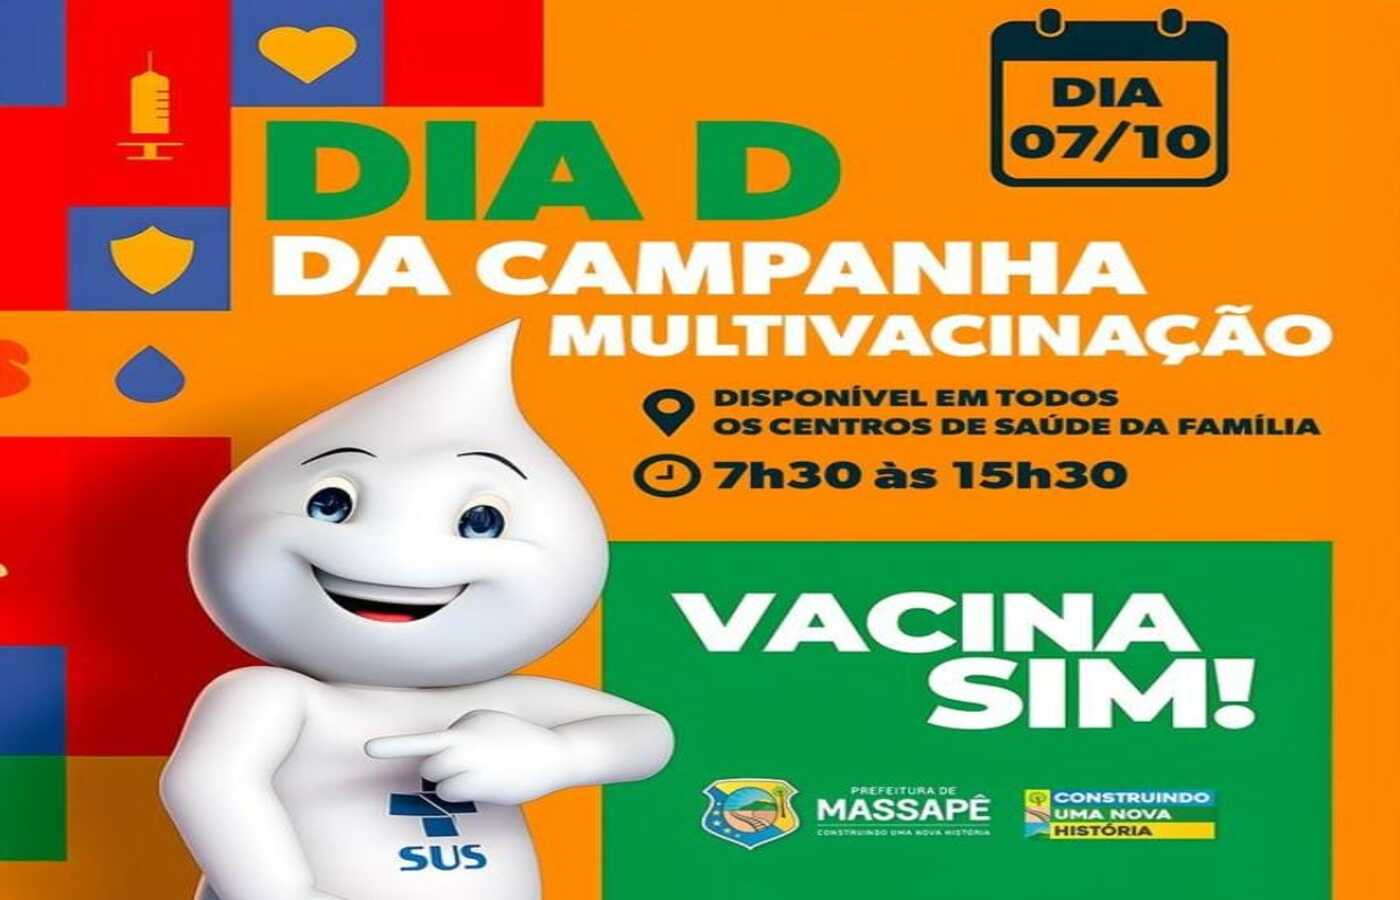 DIA
07/10
DIA D
DA CAMPANHA
MULTIVACINAÇÃO
DISPONÍVEL EM TODOS
OS CENTROS DE SAÚDE DA FAMÍLIA
7h30 às 15h30
VACINA
SIM!
SUS
PREFEITURA DE
MASSAPÊ
CONSTRUINDO UMA NOVA HISTÓRIA
CONSTRUINDO
UMA NOVA
HISTÓRIA